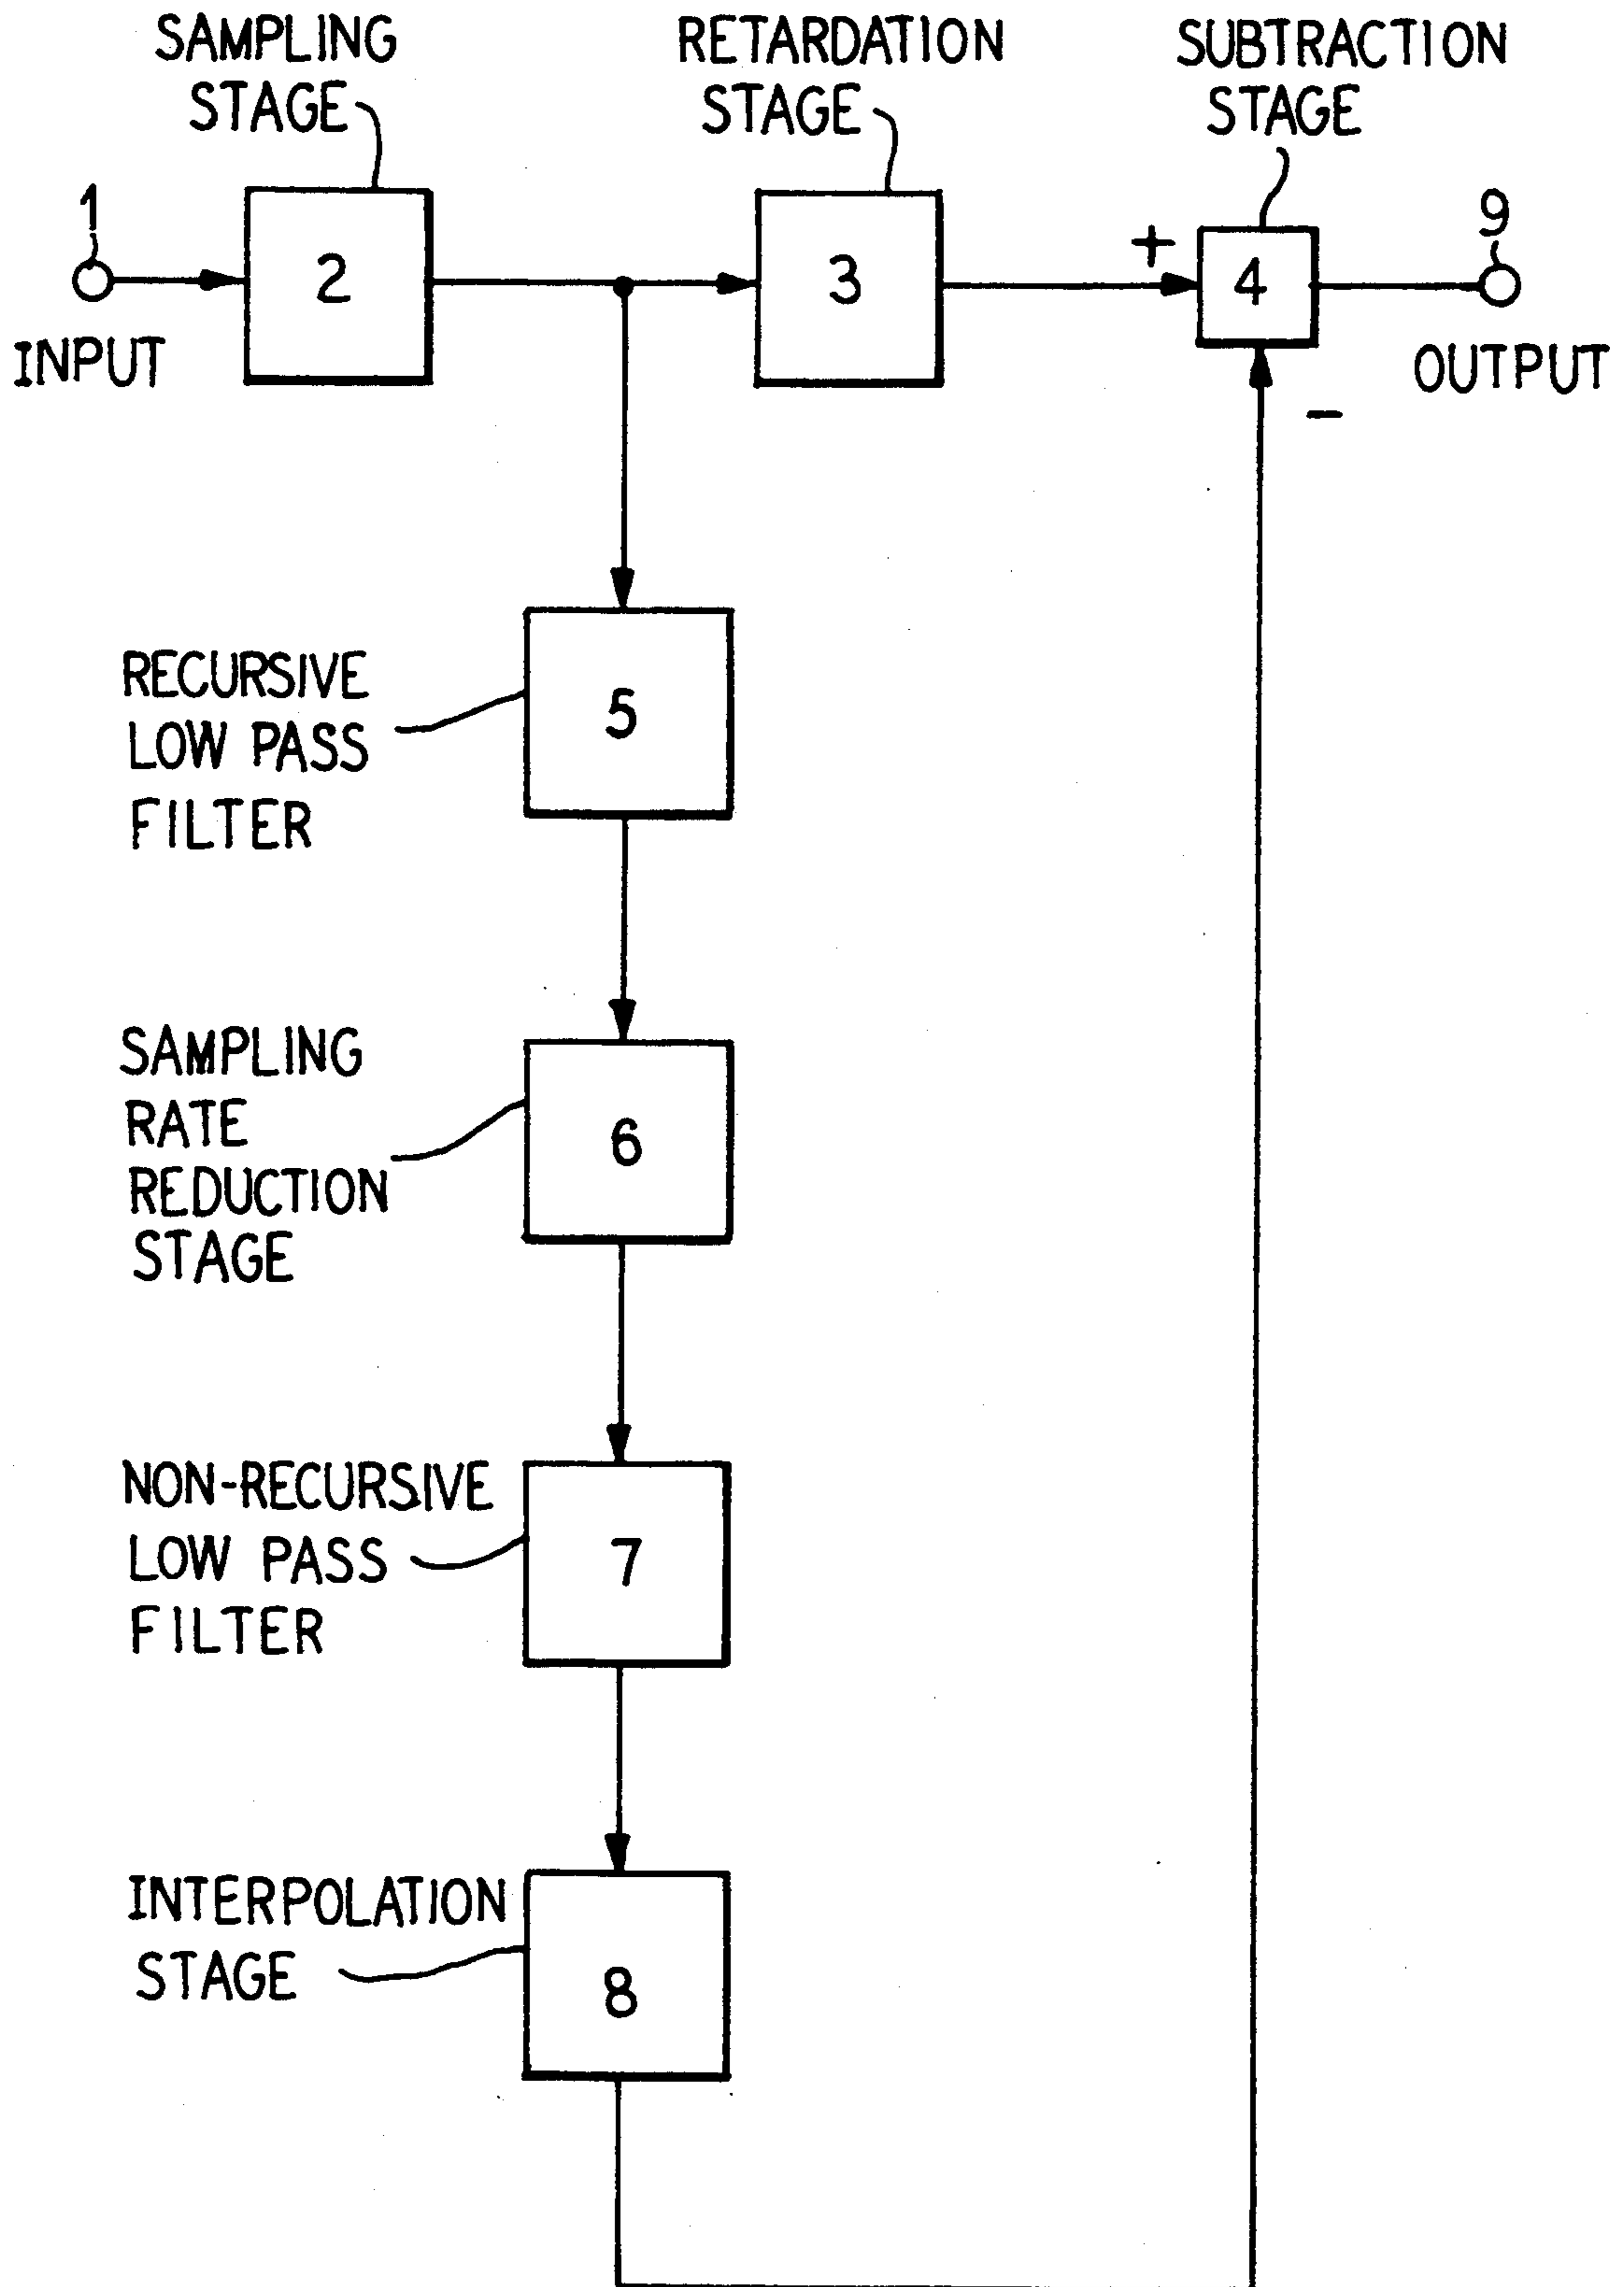 SAMPLING
STAGE
RETARDATION
STAGE
SUBTRACTION
STAGE
1
2
3
+
4
9
INPUT
OUTPUT
-
RECURSIVE
LOW PASS
FILTER
5
SAMPLING
RATE
REDUCTION
STAGE
6
NON-RECURSIVE
LOW PASS
FILTER
7
INTERPOLATION
STAGE
8